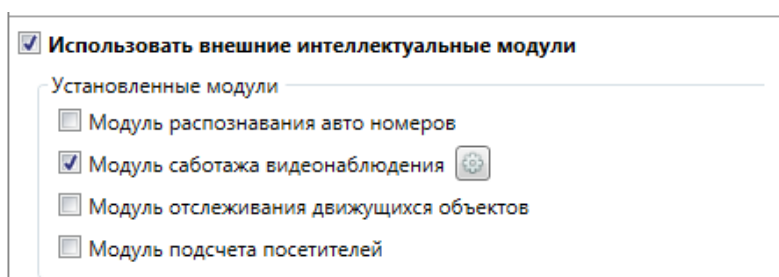 Использовать внешние интеллектуальные модули
Установленные модули
Модуль распознавания авто номеров
Модуль саботажа видеонаблюдения
Модуль отслеживания движущихся объектов
Модуль подсчета посетителей